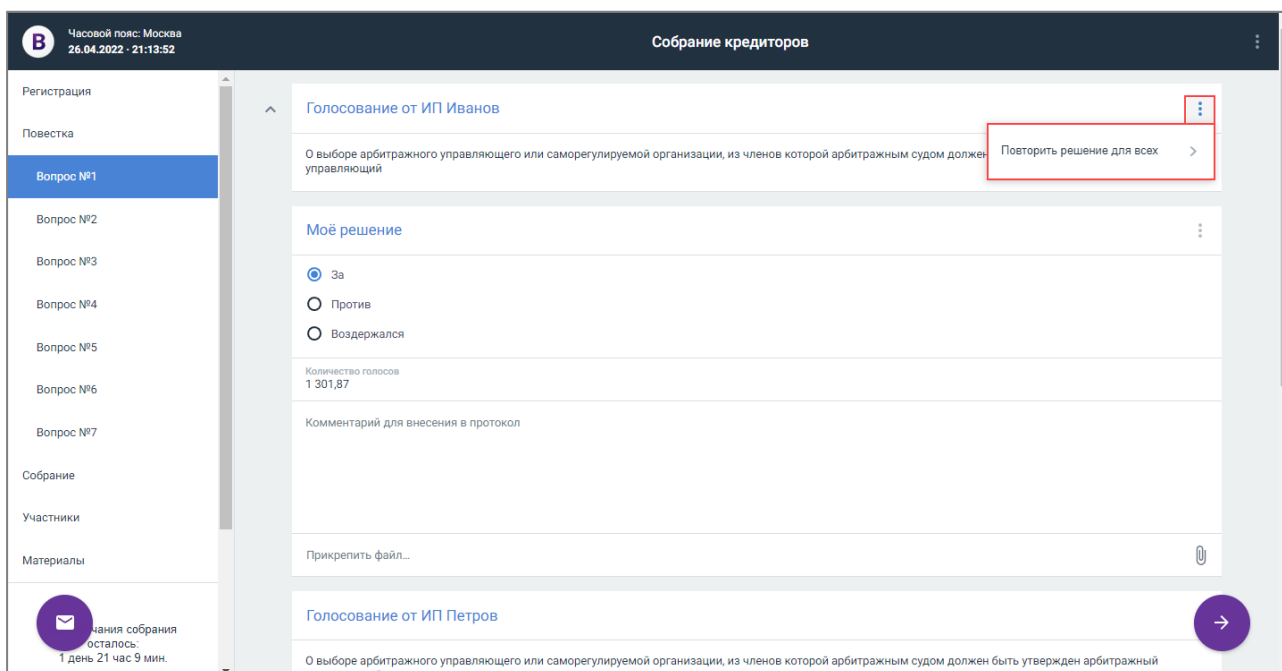 B
Часовой пояс: Москва
26.04.2022 - 21:13:52
Собрание кредиторов
Регистрация
Повестка
Вопрос №1
Вопрос №2
Вопрос №3
Вопрос №4
Вопрос №5
Вопрос №6
Вопрос №7
Собрание
Участники
Материалы
чания собрания
осталось:
1 день 21 час 9 мин.
Голосование от ИП Иванов
О выборе арбитражного управляющего или саморегулируемой организации, из членов которой арбитражным судом должен
управляющий
Повторить решение для всех
Моё решение
За
Против
Воздержался
Количество голосов
1 301,87
Комментарий для внесения в протокол
Прикрепить файл...
Голосование от ИП Петров
О выборе арбитражного управляющего или саморегулируемой организации, из членов которой арбитражным судом должен быть утвержден арбитражный